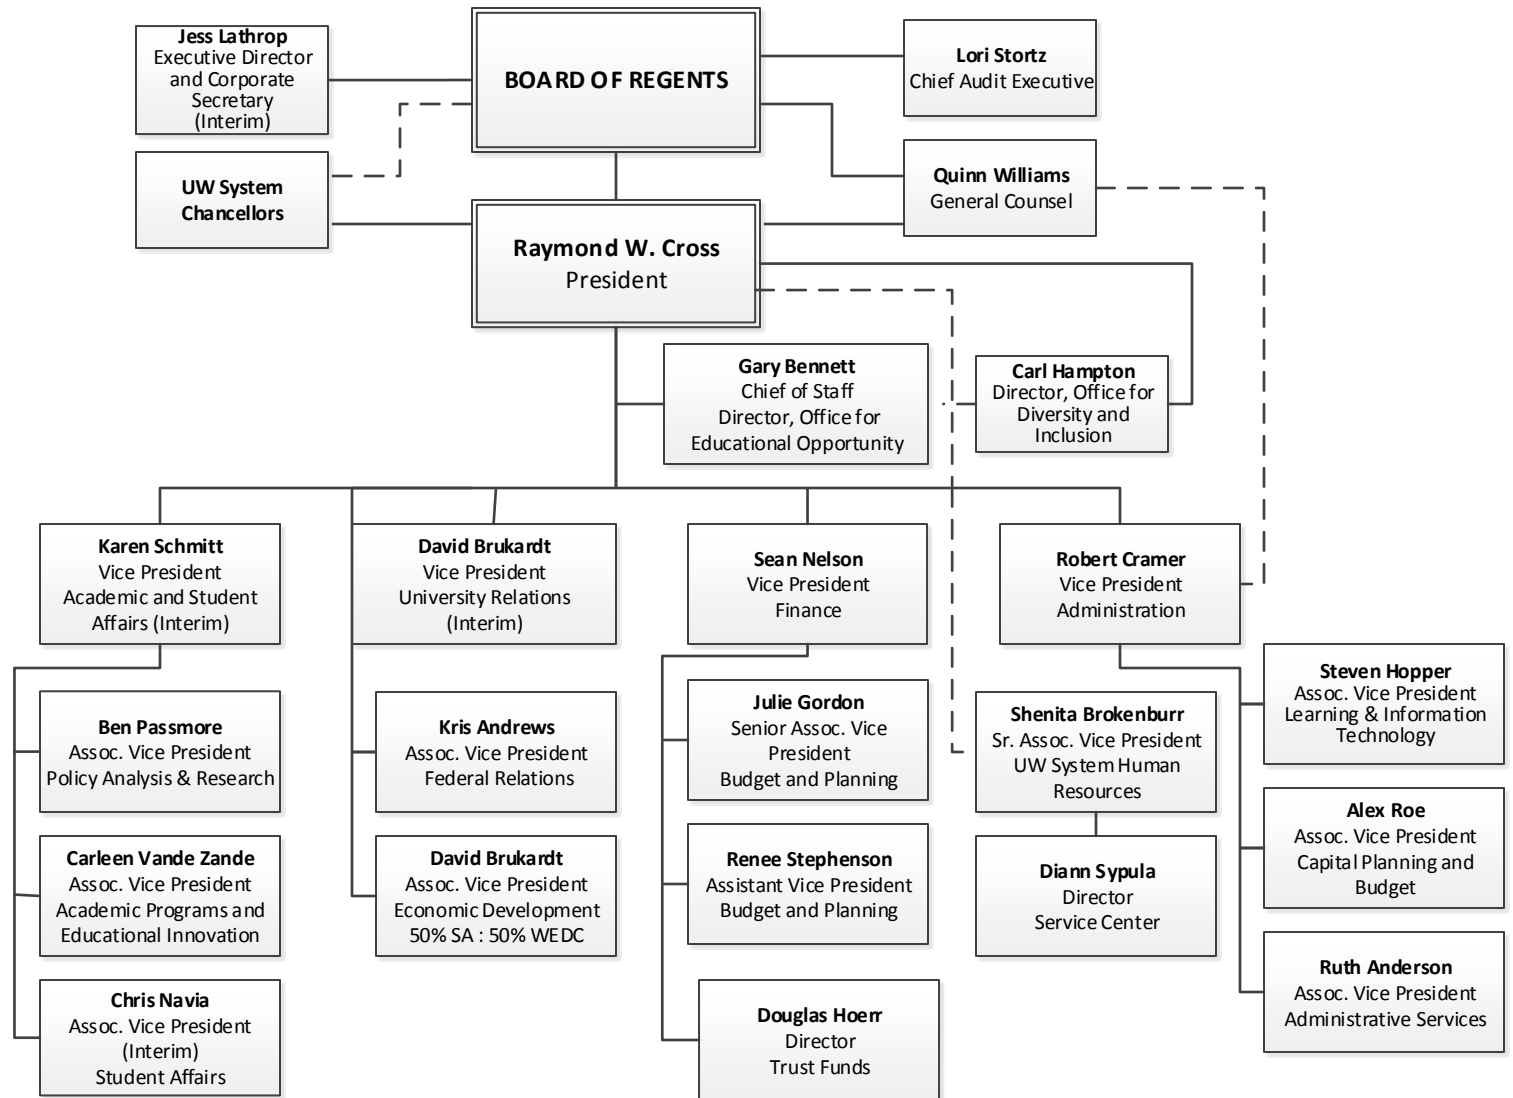 Jess Lathrop
Executive Director
and Corporate
Secretary
(Interim)
BOARD OF REGENTS
Lori Stortz
Chief Audit Executive
UW System
Chancellors
Quinn Williams
General Counsel
Raymond W. Cross
President
Gary Bennett
Chief of Staff
Director, Office for
Educational Opportunity
Carl Hampton
Director, Office for
Diversity and
Inclusion
Karen Schmitt
Vice President
Academic and Student
Affairs (Interim)
David Brukardt
Vice President
University Relations
(Interim)
Sean Nelson
Vice President
Finance
Robert Cramer
Vice President
Administration
Ben Passmore
Assoc. Vice President
Policy Analysis & Research
Kris Andrews
Assoc. Vice President
Federal Relations
Julie Gordon
Senior Assoc. Vice
President
Budget and Planning
Shenita Brokenburr
Sr. Assoc. Vice President
UW System Human
Resources
Steven Hopper
Assoc. Vice President
Learning & Information
Technology
Carleen Vande Zande
Assoc. Vice President
Academic Programs and
Educational Innovation
David Brukardt
Assoc. Vice President
Economic Development
50% SA : 50% WEDC
Renee Stephenson
Assistant Vice President
Budget and Planning
Diann Sypula
Director
Service Center
Alex Roe
Assoc. Vice President
Capital Planning and
Budget
Chris Navia
Assoc. Vice President
(Interim)
Student Affairs
Douglas Hoerr
Director
Trust Funds
Ruth Anderson
Assoc. Vice President
Administrative Services